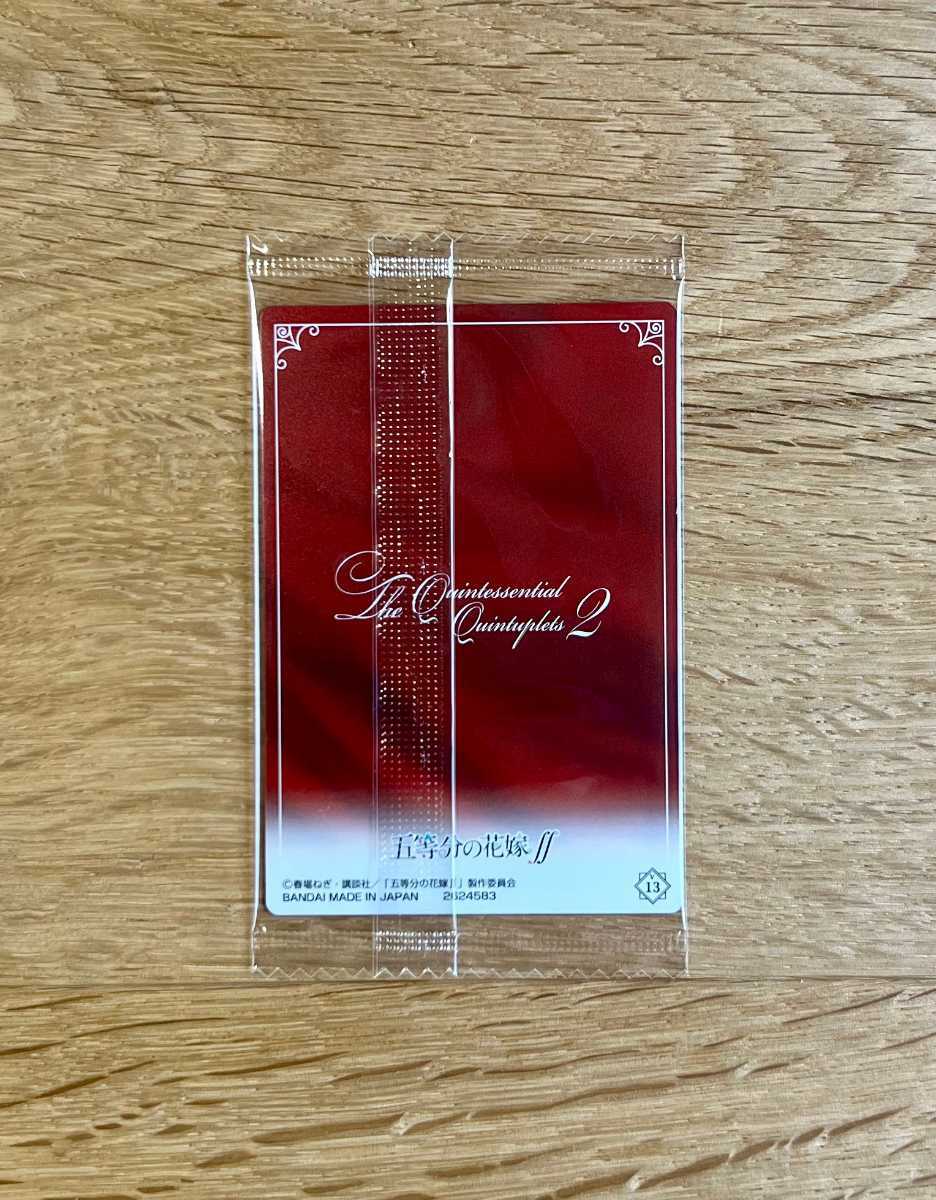 The Quintessential
Quintuplets 2
五等分の花嫁∬
©春場ねぎ・講談社／「五等分の花嫁∬」製作委員会
BANDAI MADE IN JAPAN 2624583
V
13